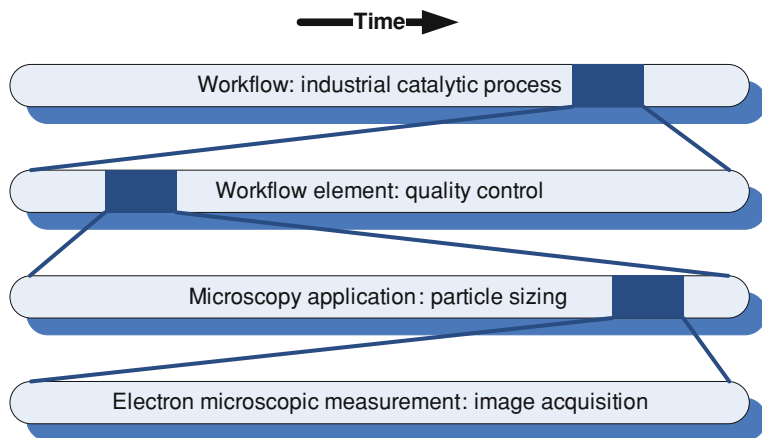 Time
Workflow: industrial catalytic process
Workflow element: quality control
Microscopy application: particle sizing
Electron microscopic measurement: image acquisition